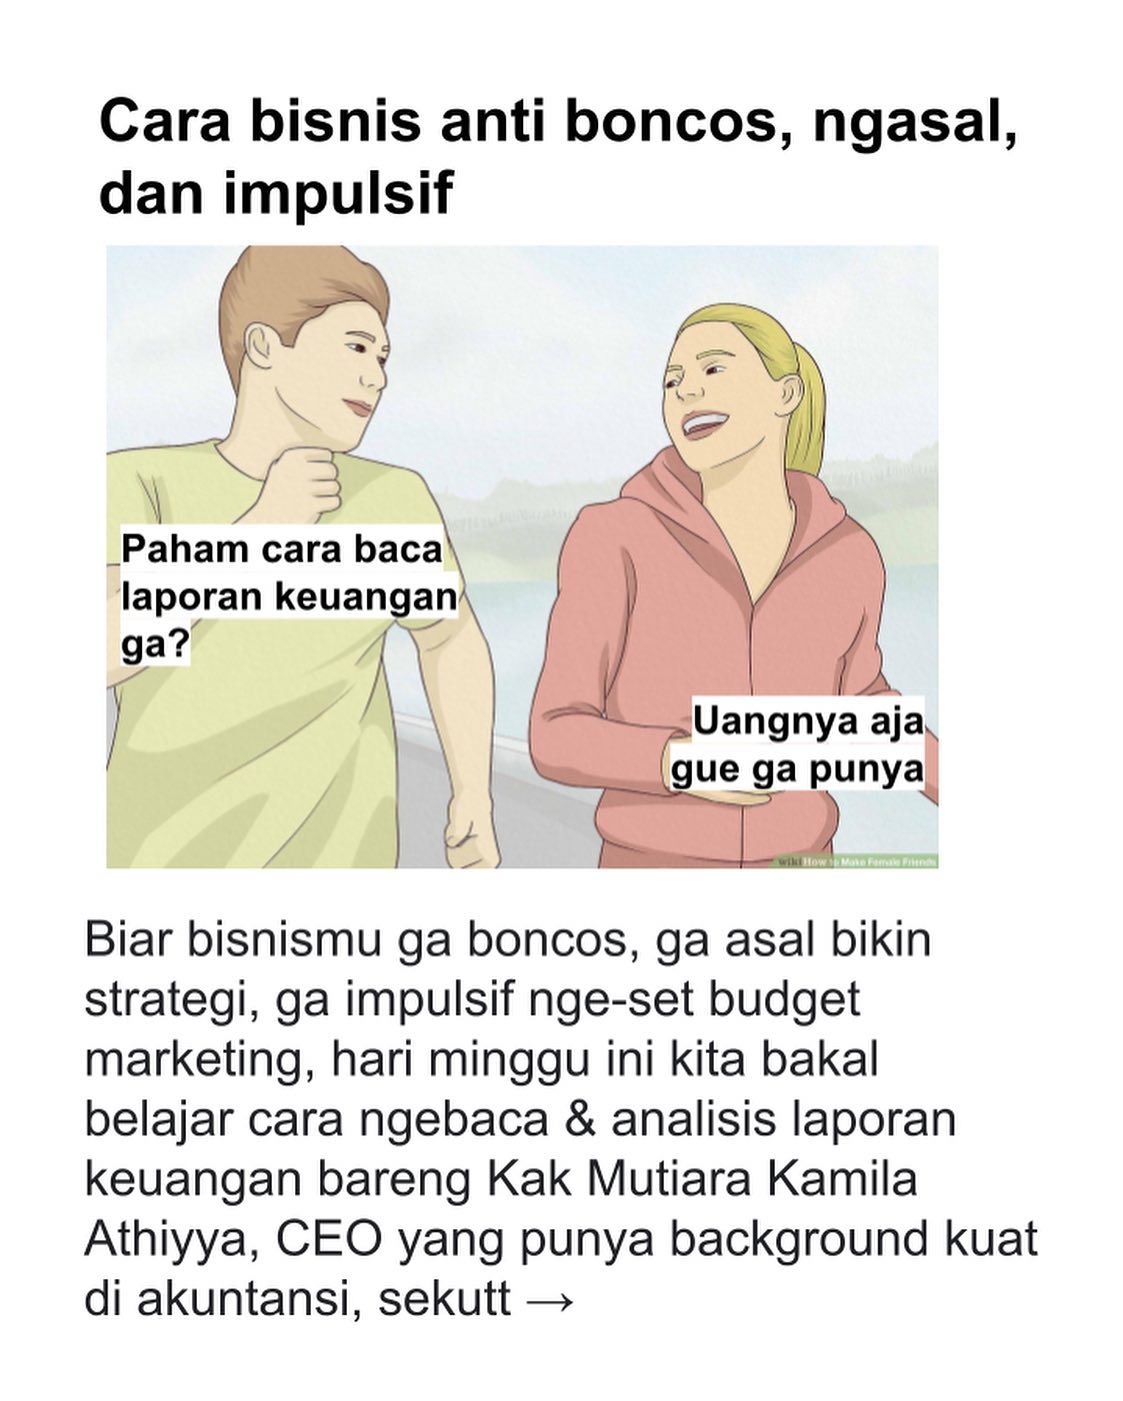 Cara bisnis anti boncos, ngasal,
dan impulsif
Paham cara baca
laporan keuangan
ga?
Uangnya aja
gue ga punya
wikiHow to Make Female Friends
Biar bisnismu ga boncos, ga asal bikin
strategi, ga impulsif nge-set budget
marketing, hari minggu ini kita bakal
belajar cara ngebaca & analisis laporan
keuangan bareng Kak Mutiara Kamila
Athiyya, CEO yang punya background kuat
di akuntansi, sekutt →